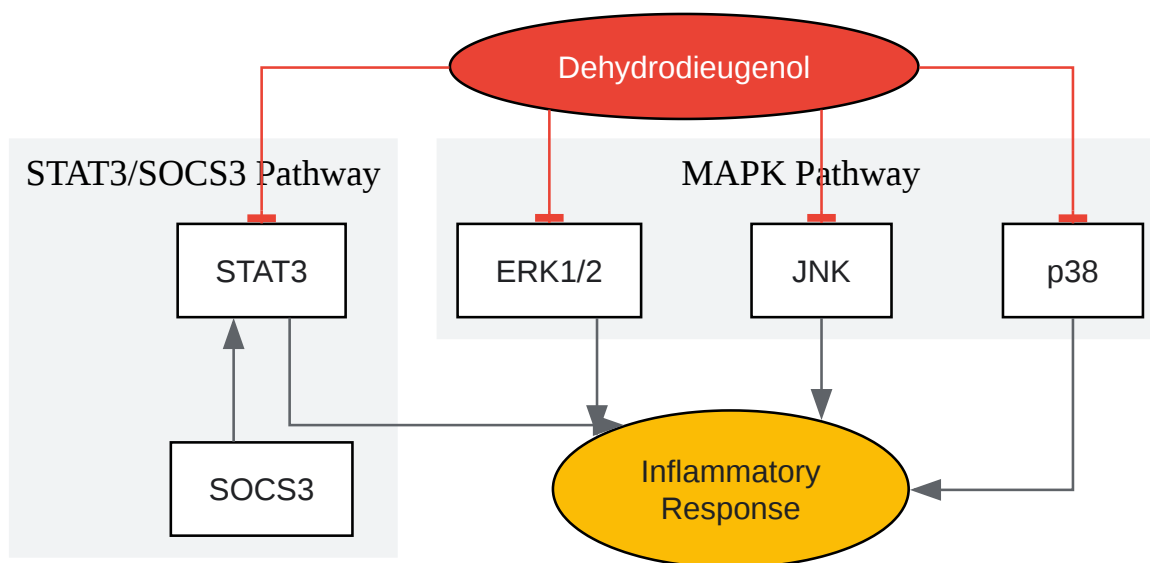 Dehydrodieugenol
STAT3/SOCS3 Pathway
MAPK Pathway
STAT3
ERK1/2
JNK
p38
SOCS3
Inflammatory
Response